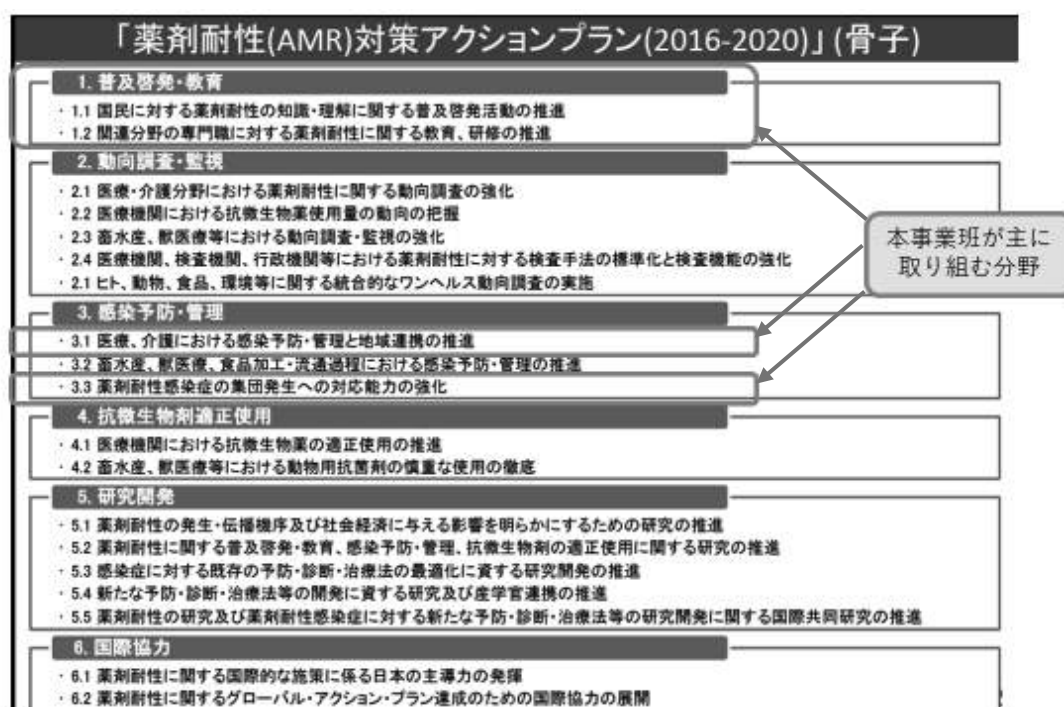 「薬剤耐性(AMR)対策アクションプラン(2016-2020)」(骨子)
1. 普及啓発・教育
・ 1.1 国民に対する薬剤耐性の知識・理解に関する普及啓発活動の推進
・ 1.2 関連分野の専門職に対する薬剤耐性に関する教育、研修の推進
2. 動向調査・監視
・ 2.1 医療・介護分野における薬剤耐性に関する動向調査の強化
・ 2.2 医療機関における抗微生物薬使用量の動向の把握
・ 2.3 畜水産、獣医療等における動向調査・監視の強化
・ 2.4 医療機関、検査機関、行政機関等における薬剤耐性に対する検査手法の標準化と検査機能の強化
・ 2.1 ヒト、動物、食品、環境等に関する統合的なワンヘルス動向調査の実施
本事業班が主に
取り組む分野
3. 感染予防・管理
・ 3.1 医療、介護における感染予防・管理と地域連携の推進
・ 3.2 畜水産、獣医療、食品加工・流通過程における感染予防・管理の推進
・ 3.3 薬剤耐性感染症の集団発生への対応能力の強化
4. 抗微生物剤適正使用
・ 4.1 医療機関における抗微生物薬の適正使用の推進
・ 4.2 畜水産、獣医療等における動物用抗菌剤の慎重な使用の徹底
5. 研究開発
・ 5.1 薬剤耐性の発生・伝播機序及び社会経済に与える影響を明らかにするための研究の推進
・ 5.2 薬剤耐性に関する普及啓発・教育、感染予防・管理、抗微生物剤の適正使用に関する研究の推進
・ 5.3 感染症に対する既存の予防・診断・治療法の最適化に資する研究開発の推進
・ 5.4 新たな予防・診断・治療法等の開発に資する研究及び産学官連携の推進
・ 5.5 薬剤耐性の研究及び薬剤耐性感染症に対する新たな予防・診断・治療法等の研究開発に関する国際共同研究の推進
6. 国際協力
・ 6.1 薬剤耐性に関する国際的な施策に係る日本の主導力の発揮
・ 6.2 薬剤耐性に関するグローバル・アクション・プラン達成のための国際協力の展開